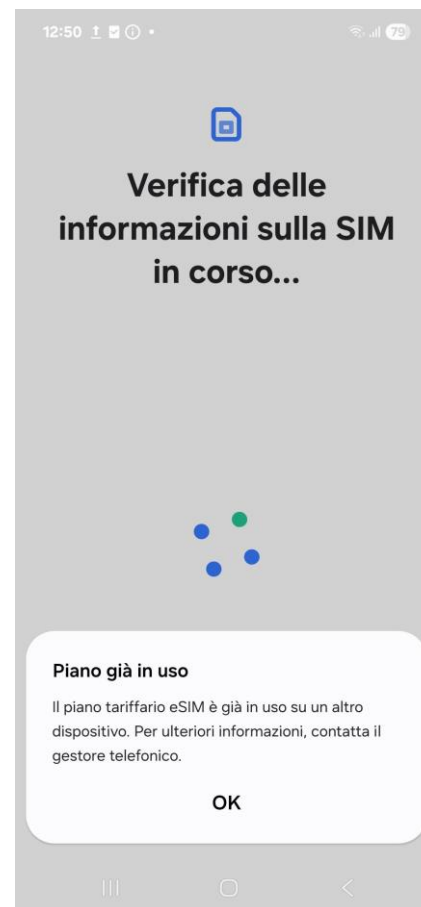 12:50
79
Verifica delle
informazioni sulla SIM
in corso...
Piano già in uso
Il piano tariffario eSIM è già in uso su un altro
dispositivo. Per ulteriori informazioni, contatta il
gestore telefonico.
OK